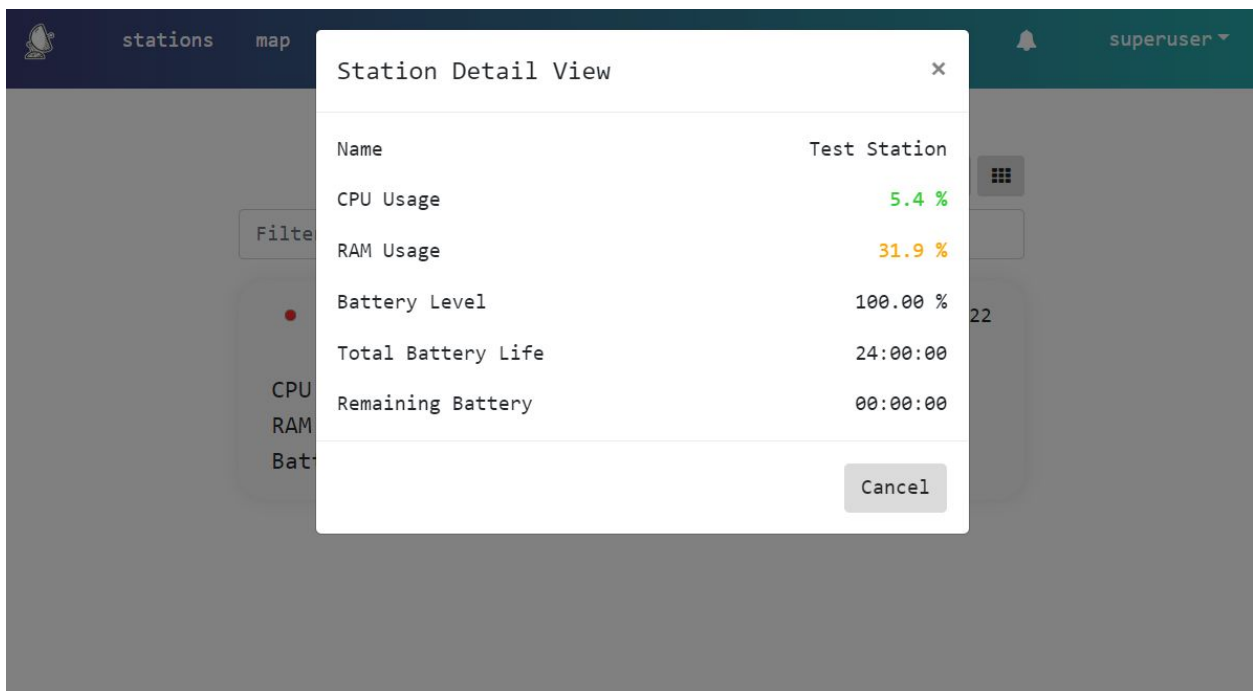 stations map superuser
Station Detail View ×
Name Test Station
CPU Usage 5.4 %
RAM Usage 31.9 %
Filte
Battery Level 100.00 %
22
Total Battery Life 24:00:00
CPU
Remaining Battery 00:00:00
RAM
Bat
Cancel